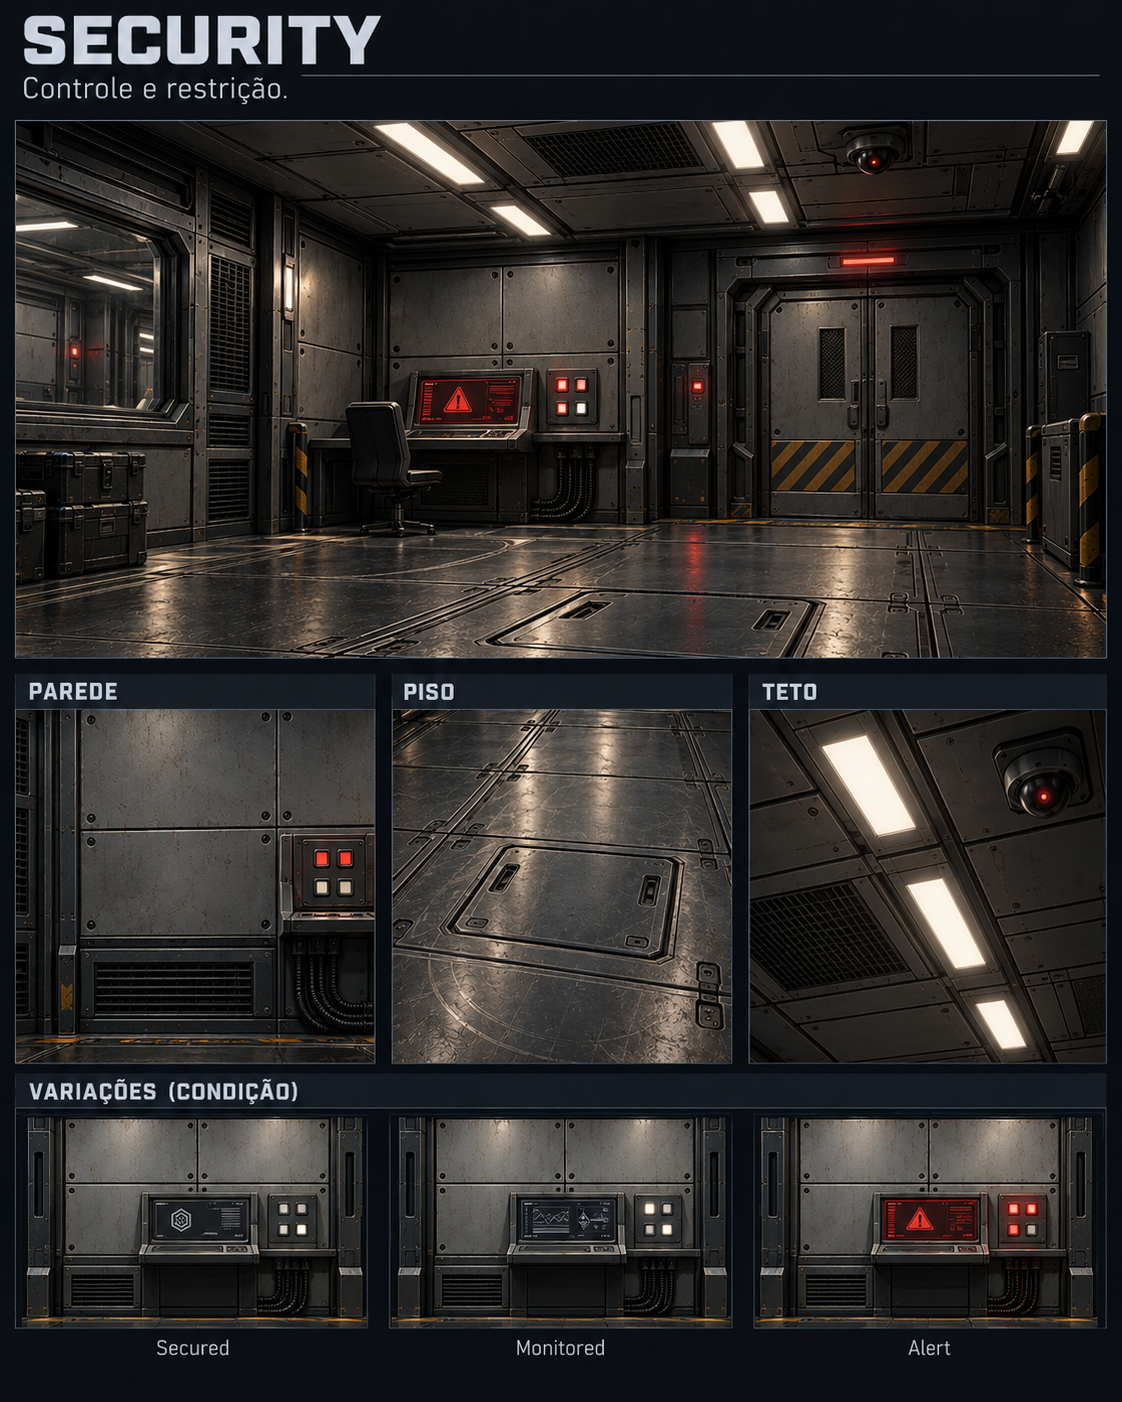 SECURITY
Controle e restrição.
PAREDE
PISO
TETO
VARIAÇÕES (CONDIÇÃO)
Secured
Monitored
Alert